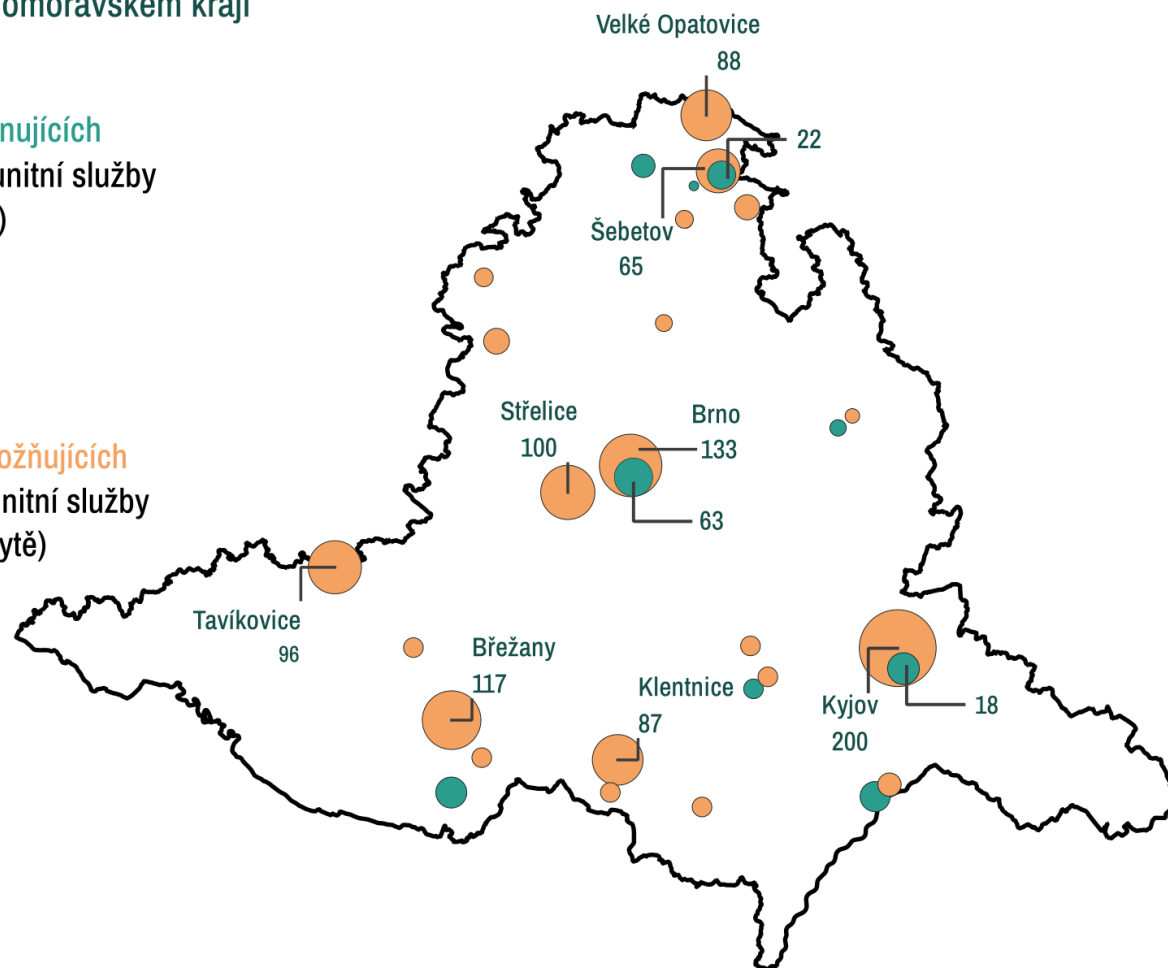 omoravském kraji
nujících
unitní služby
)
ožňujících
nitní služby
ytě)
Velké Opatovice
88
22
Šebetov
65
Střelice
100
Brno
133
63
Tavíkovice
96
Břežany
117
Klentnice
87
Kyjov
200
18